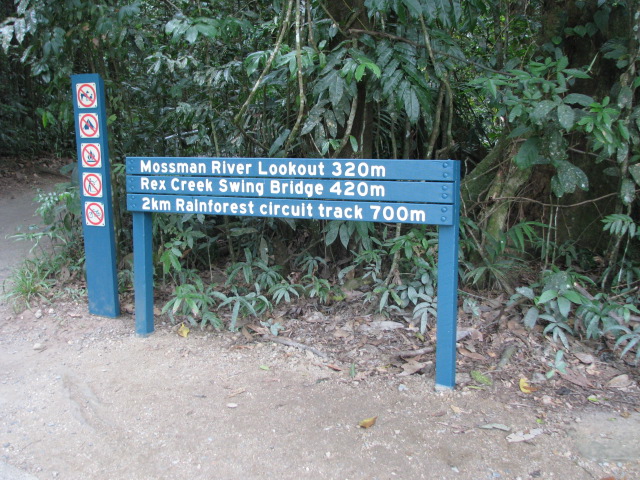 Mossman River Lookout 320m
Rex Creek Swing Bridge 420m
2km Rainforest circuit track 700m